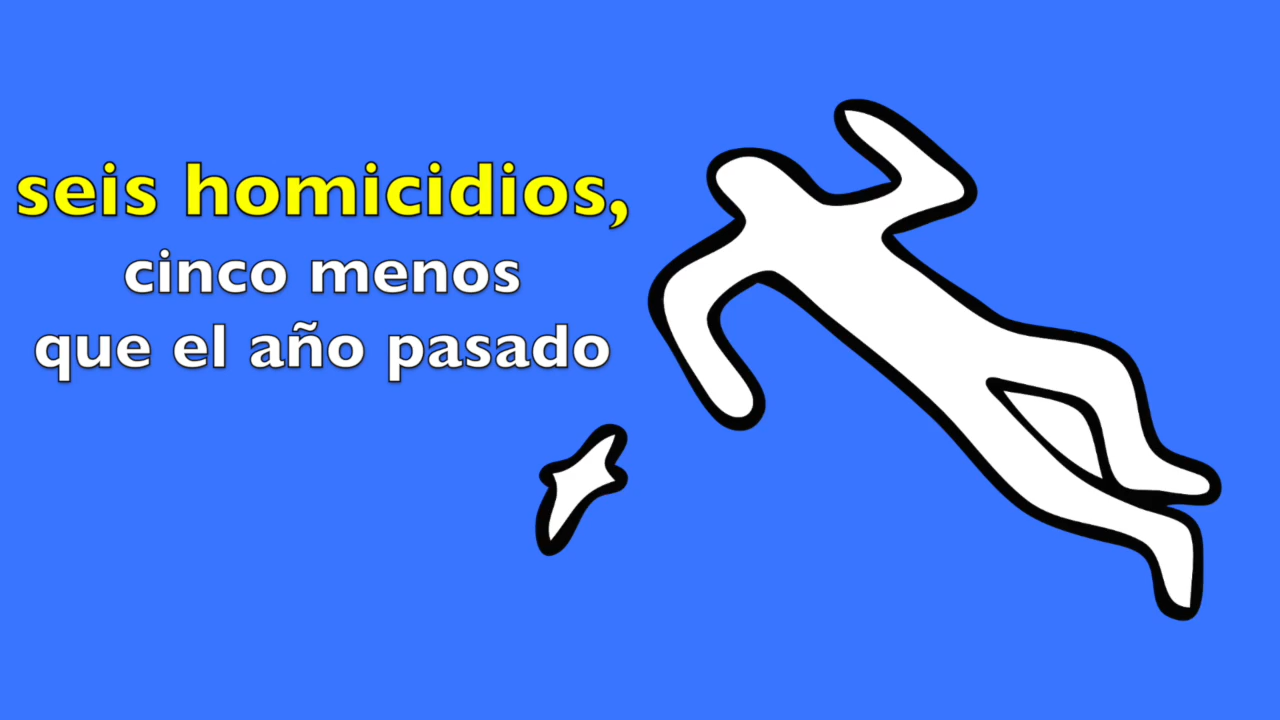 seis homicidios,
cinco menos
que el año pasado